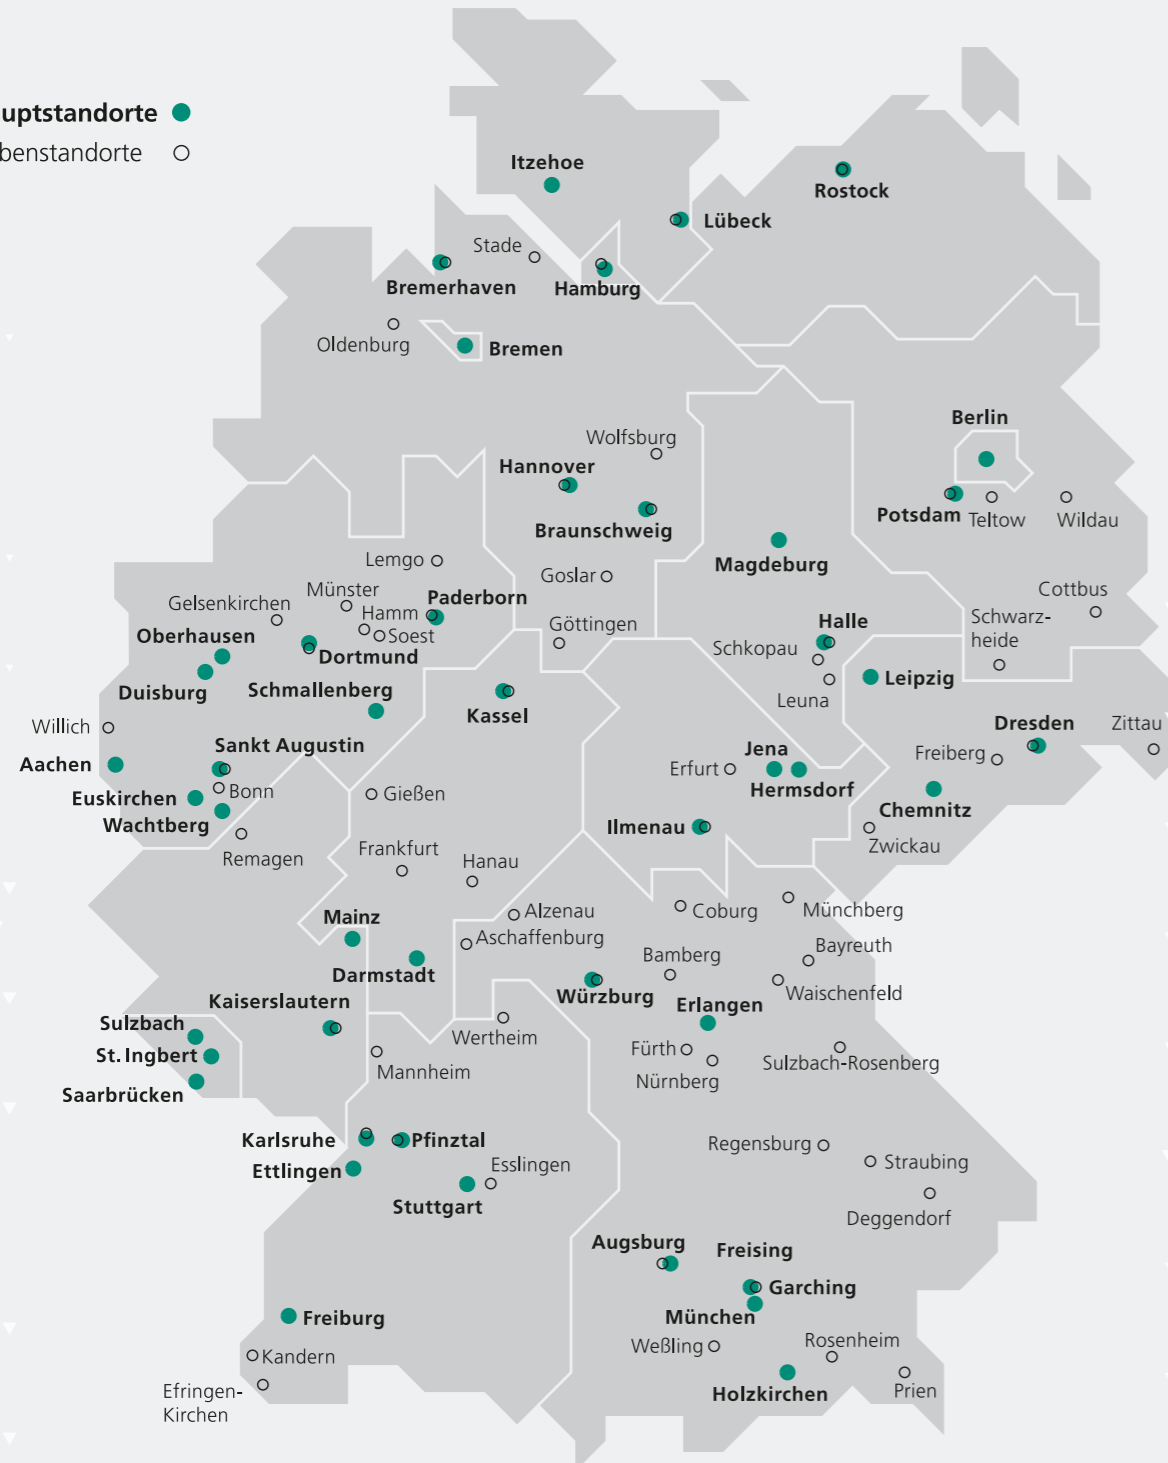 uptstandorte
benstandorte
Itzehoe
Rostock
Lübeck
Stade
Bremerhaven
Hamburg
Oldenburg
Bremen
Berlin
Wolfsburg
Hannover
Potsdam
Teltow
Wildau
Braunschweig
Magdeburg
Lemgo
Goslar
Münster
Cottbus
Gelsenkirchen
Paderborn
Hamm
Schwarz-
heide
Göttingen
Halle
Oberhausen
Soest
Dortmund
Schkopau
Leipzig
Duisburg
Schmallenberg
Leuna
Kassel
Willich
Dresden
Zittau
Sankt Augustin
Jena
Freiberg
Aachen
Erfurt
Hermsdorf
Euskirchen
Bonn
Gießen
Chemnitz
Wachtberg
Ilmenau
Zwickau
Remagen
Frankfurt
Hanau
Mainz
Alzenau
Coburg
Münchberg
Aschaffenburg
Bayreuth
Bamberg
Darmstadt
Waischenfeld
Würzburg
Kaiserslautern
Erlangen
Sulzbach
Wertheim
Fürth
St. Ingbert
Sulzbach-Rosenberg
Mannheim
Nürnberg
Saarbrücken
Karlsruhe
Pfinztal
Regensburg
Straubing
Ettlingen
Esslingen
Stuttgart
Deggendorf
Augsburg
Freising
Garching
Freiburg
München
Weßling
Rosenheim
Kandern
Efringen-
Kirchen
Holzkirchen
Prien